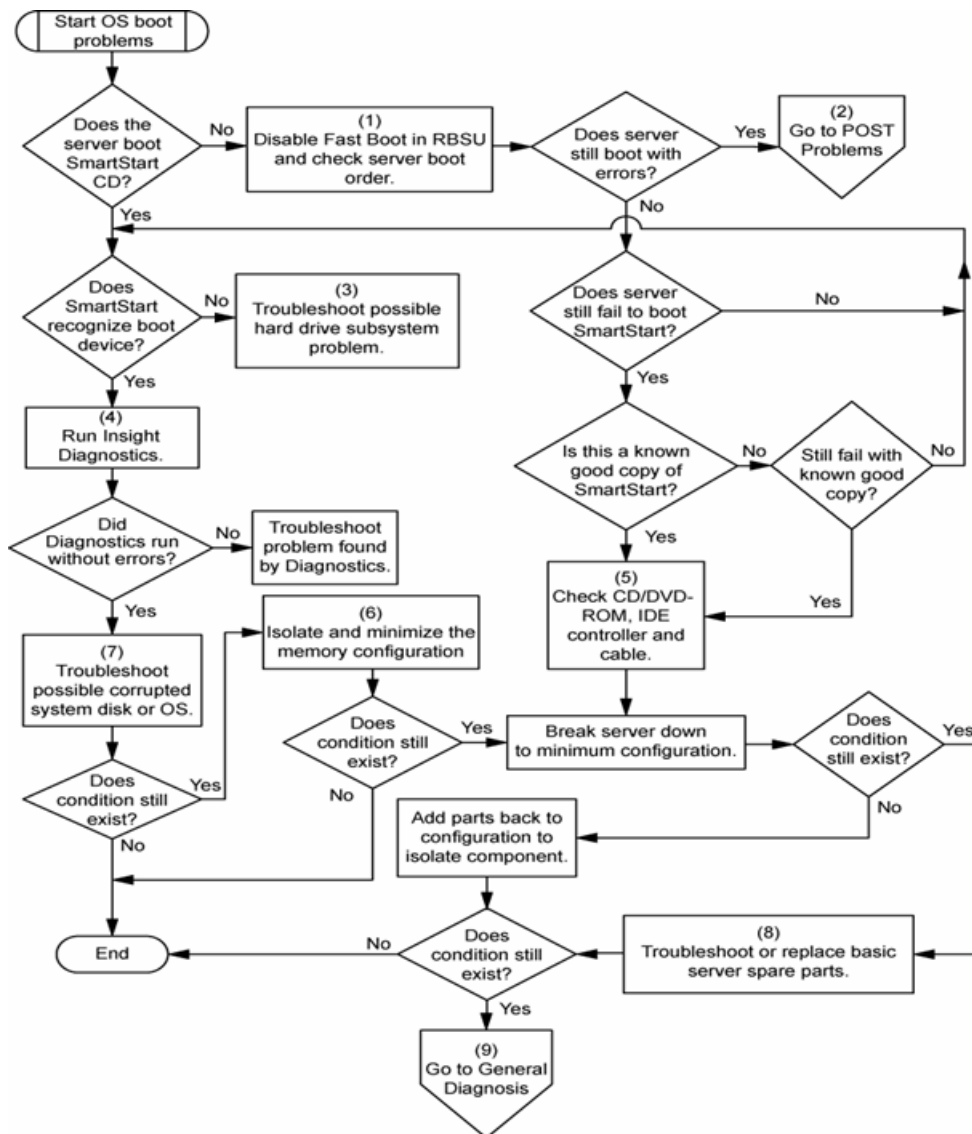 Start OS boot
problems
Does the
server boot
SmartStart
CD?
No
Yes
(1)
Disable Fast Boot in RBSU
and check server boot
order.
Does server
still boot with
errors?
Yes
No
(2)
Go to POST
Problems
Does
SmartStart
recognize boot
device?
No
Yes
(3)
Troubleshoot possible
hard drive subsystem
problem.
Does server
still fail to boot
SmartStart?
No
Yes
(4)
Run Insight
Diagnostics.
Is this a known
good copy of
SmartStart?
No
Yes
Still fail with
known good
copy?
No
Yes
Did
Diagnostics run
without errors?
No
Yes
Troubleshoot
problem found
by Diagnostics.
(5)
Check CD/DVD-
ROM, IDE
controller and
cable.
(6)
Isolate and minimize the
memory configuration
(7)
Troubleshoot
possible corrupted
system disk or OS.
Does
condition still
exist?
Yes
No
Break server down
to minimum configuration.
Does
condition still
exist?
Yes
No
Does
condition still
exist?
Yes
No
Add parts back to
configuration to
isolate component.
End
No
Does
condition still
exist?
Yes
(8)
Troubleshoot or replace basic
server spare parts.
(9)
Go to General
Diagnosis